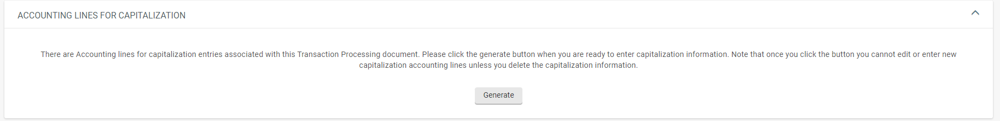 ACCOUNTING LINES FOR CAPITALIZATION
There are Accounting lines for capitalization entries associated with this Transaction Processing document. Please click the generate button when you are ready to enter capitalization information. Note that once you click the button you cannot edit or enter new
capitalization accounting lines unless you delete the capitalization information.
Generate